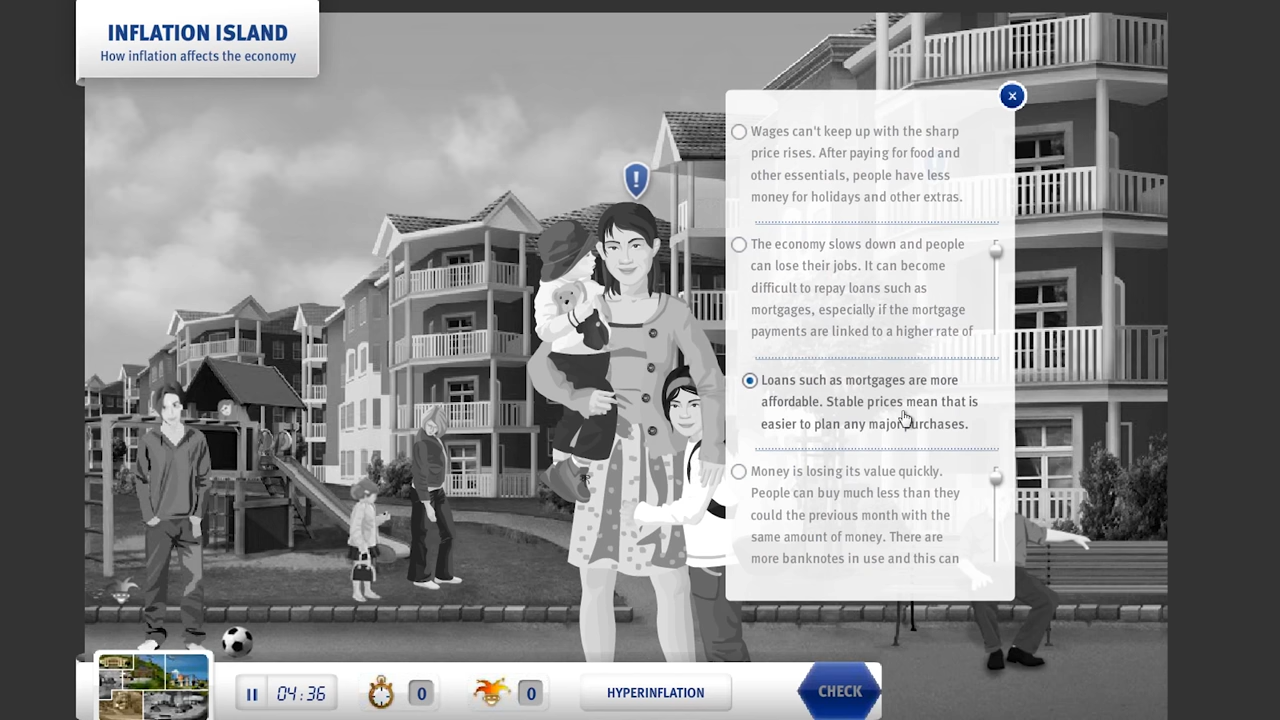 INFLATION ISLAND
How inflation affects the economy
Wages can't keep up with the sharp
price rises. After paying for food and
other essentials, people have less
money for holidays and other extras.
The economy slows down and people
can lose their jobs. It can become
difficult to repay loans such as
mortgages, especially if the mortgage
payments are linked to a higher rate of
Loans such as mortgages are more
affordable. Stable prices mean that is
easier to plan any major purchases.
Money is losing its value quickly.
People can buy much less than they
could the previous month with the
same amount of money. There are
more banknotes in use and this can
04:36
0
0
HYPERINFLATION
CHECK